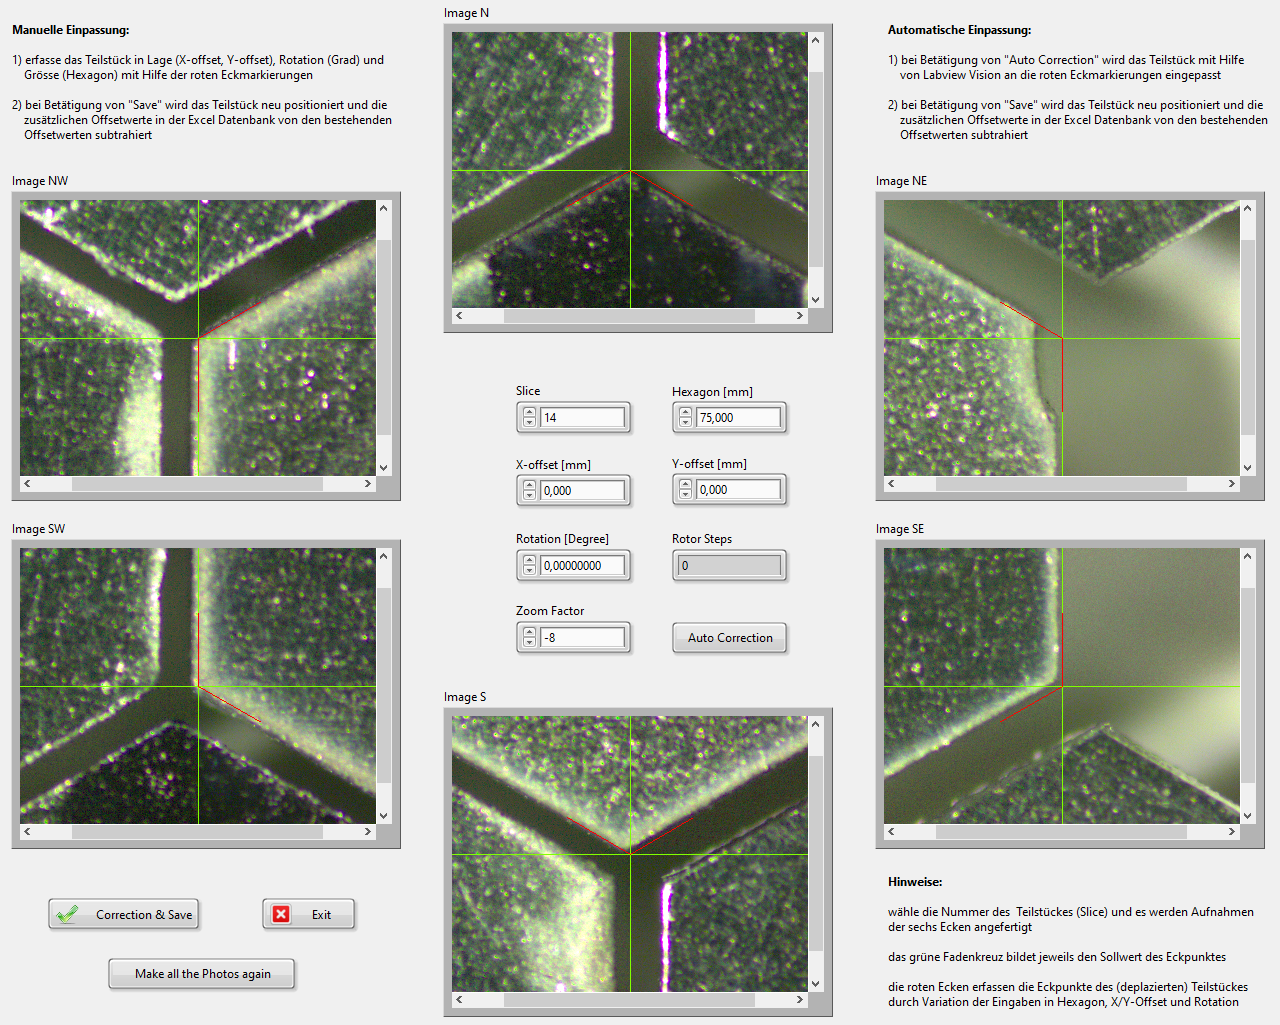 Manuelle Einpassung:
1) erfasse das Teilstück in Lage (X-offset, Y-offset), Rotation (Grad) und
Grösse (Hexagon) mit Hilfe der roten Eckmarkierungen
2) bei Betätigung von "Save" wird das Teilstück neu positioniert und die
zusätzlichen Offsetwerte in der Excel Datenbank von den bestehenden
Offsetwerten subtrahiert
Image N
Automatische Einpassung:
1) bei Betätigung von "Auto Correction" wird das Teilstück mit Hilfe
von Labview Vision an die roten Eckmarkierungen eingepasst
2) bei Betätigung von "Save" wird das Teilstück neu positioniert und die
zusätzlichen Offsetwerte in der Excel Datenbank von den bestehenden
Offsetwerten subtrahiert
Image NW
Image NE
Slice
14
Hexagon [mm]
75,000
X-offset [mm]
0,000
Y-offset [mm]
0,000
Rotation [Degree]
0,00000000
Rotor Steps
0
Zoom Factor
-8
Auto Correction
Image SW
Image SE
Image S
Correction & Save
Exit
Make all the Photos again
Hinweise:
wähle die Nummer des  Teilstückes (Slice) und es werden Aufnahmen
der sechs Ecken angefertigt
das grüne Fadenkreuz bildet jeweils den Sollwert des Eckpunktes
die roten Ecken erfassen die Eckpunkte des (deplazierten) Teilstückes
durch Variation der Eingaben in Hexagon, X/Y-Offset und Rotation